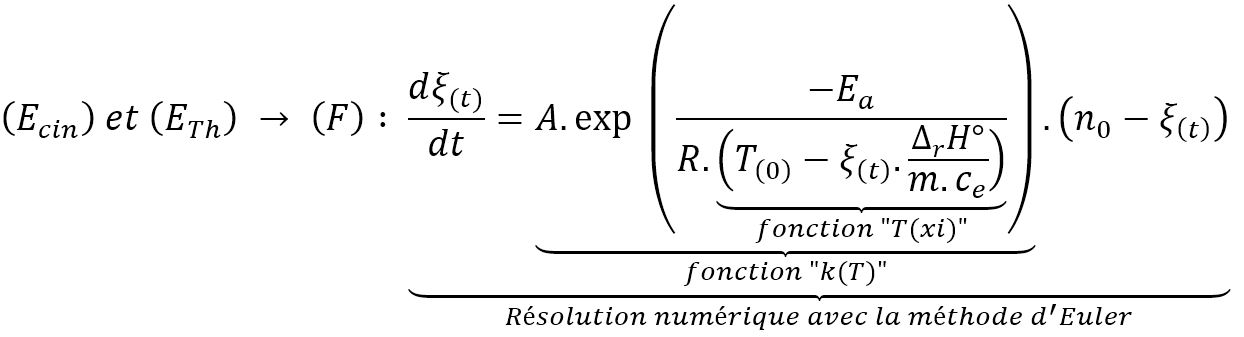 (E_cin) et (E_Th) → (F) : dξ_(t)/dt = A. exp (−E_a / R. (T_(0) − ξ_(t). Δ_rH° / m. c_e)) . (n_0 − ξ_(t))
fonction "T(xi)"
fonction "k(T)"
Résolution numérique avec la méthode d′Euler